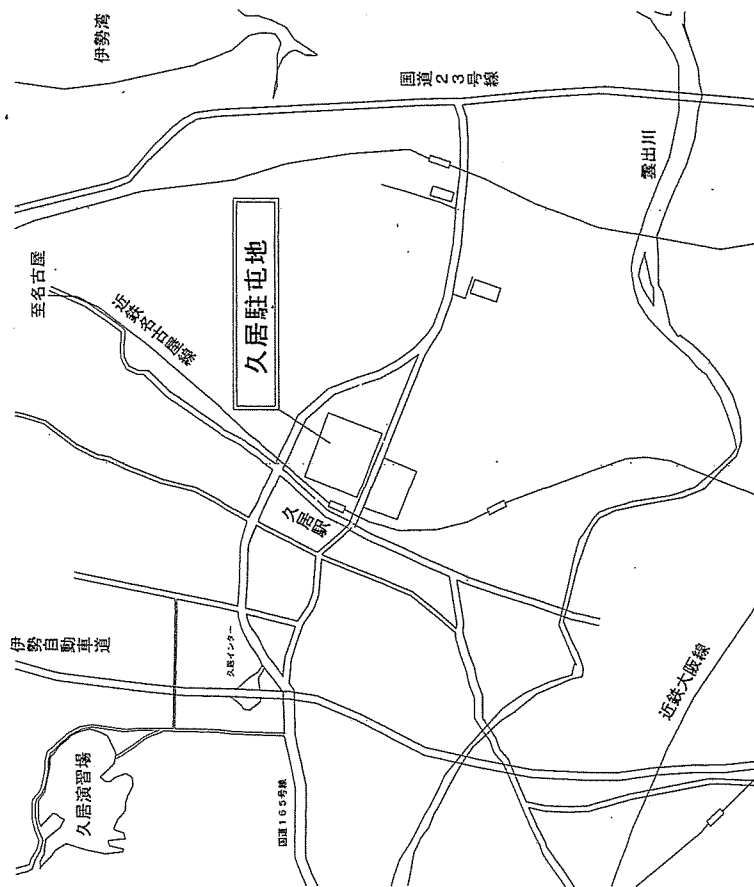 伊勢湾
国道２３号線
至名古屋
近鉄名古屋線
久居駐屯地
雲出川
久居駅
伊勢自動車道
久居インター
久居演習場
国道１６５号線
近鉄大阪線